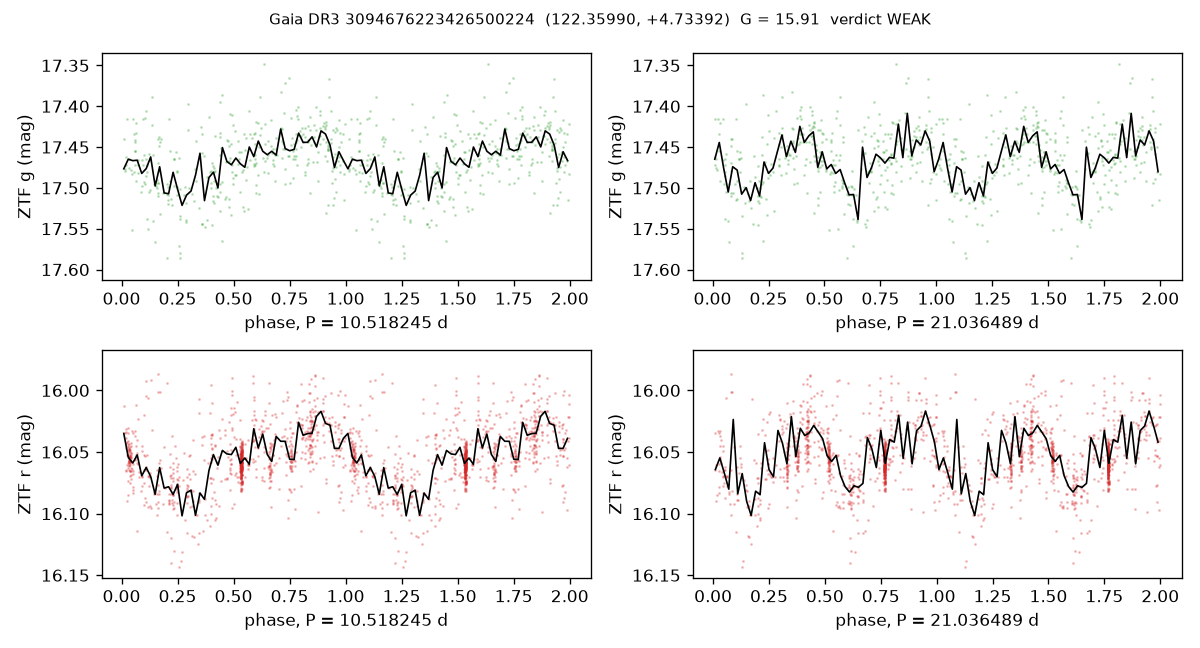 Gaia DR3 3094676223426500224  (122.35990, +4.73392)  G = 15.91  verdict WEAK
ZTF g (mag)
17.35
17.40
17.45
17.50
17.55
17.60
0.00 0.25 0.50 0.75 1.00 1.25 1.50 1.75 2.00
phase, P = 10.518245 d
ZTF g (mag)
17.35
17.40
17.45
17.50
17.55
17.60
0.00 0.25 0.50 0.75 1.00 1.25 1.50 1.75 2.00
phase, P = 21.036489 d
ZTF r (mag)
16.00
16.05
16.10
16.15
0.00 0.25 0.50 0.75 1.00 1.25 1.50 1.75 2.00
phase, P = 10.518245 d
ZTF r (mag)
16.00
16.05
16.10
16.15
0.00 0.25 0.50 0.75 1.00 1.25 1.50 1.75 2.00
phase, P = 21.036489 d